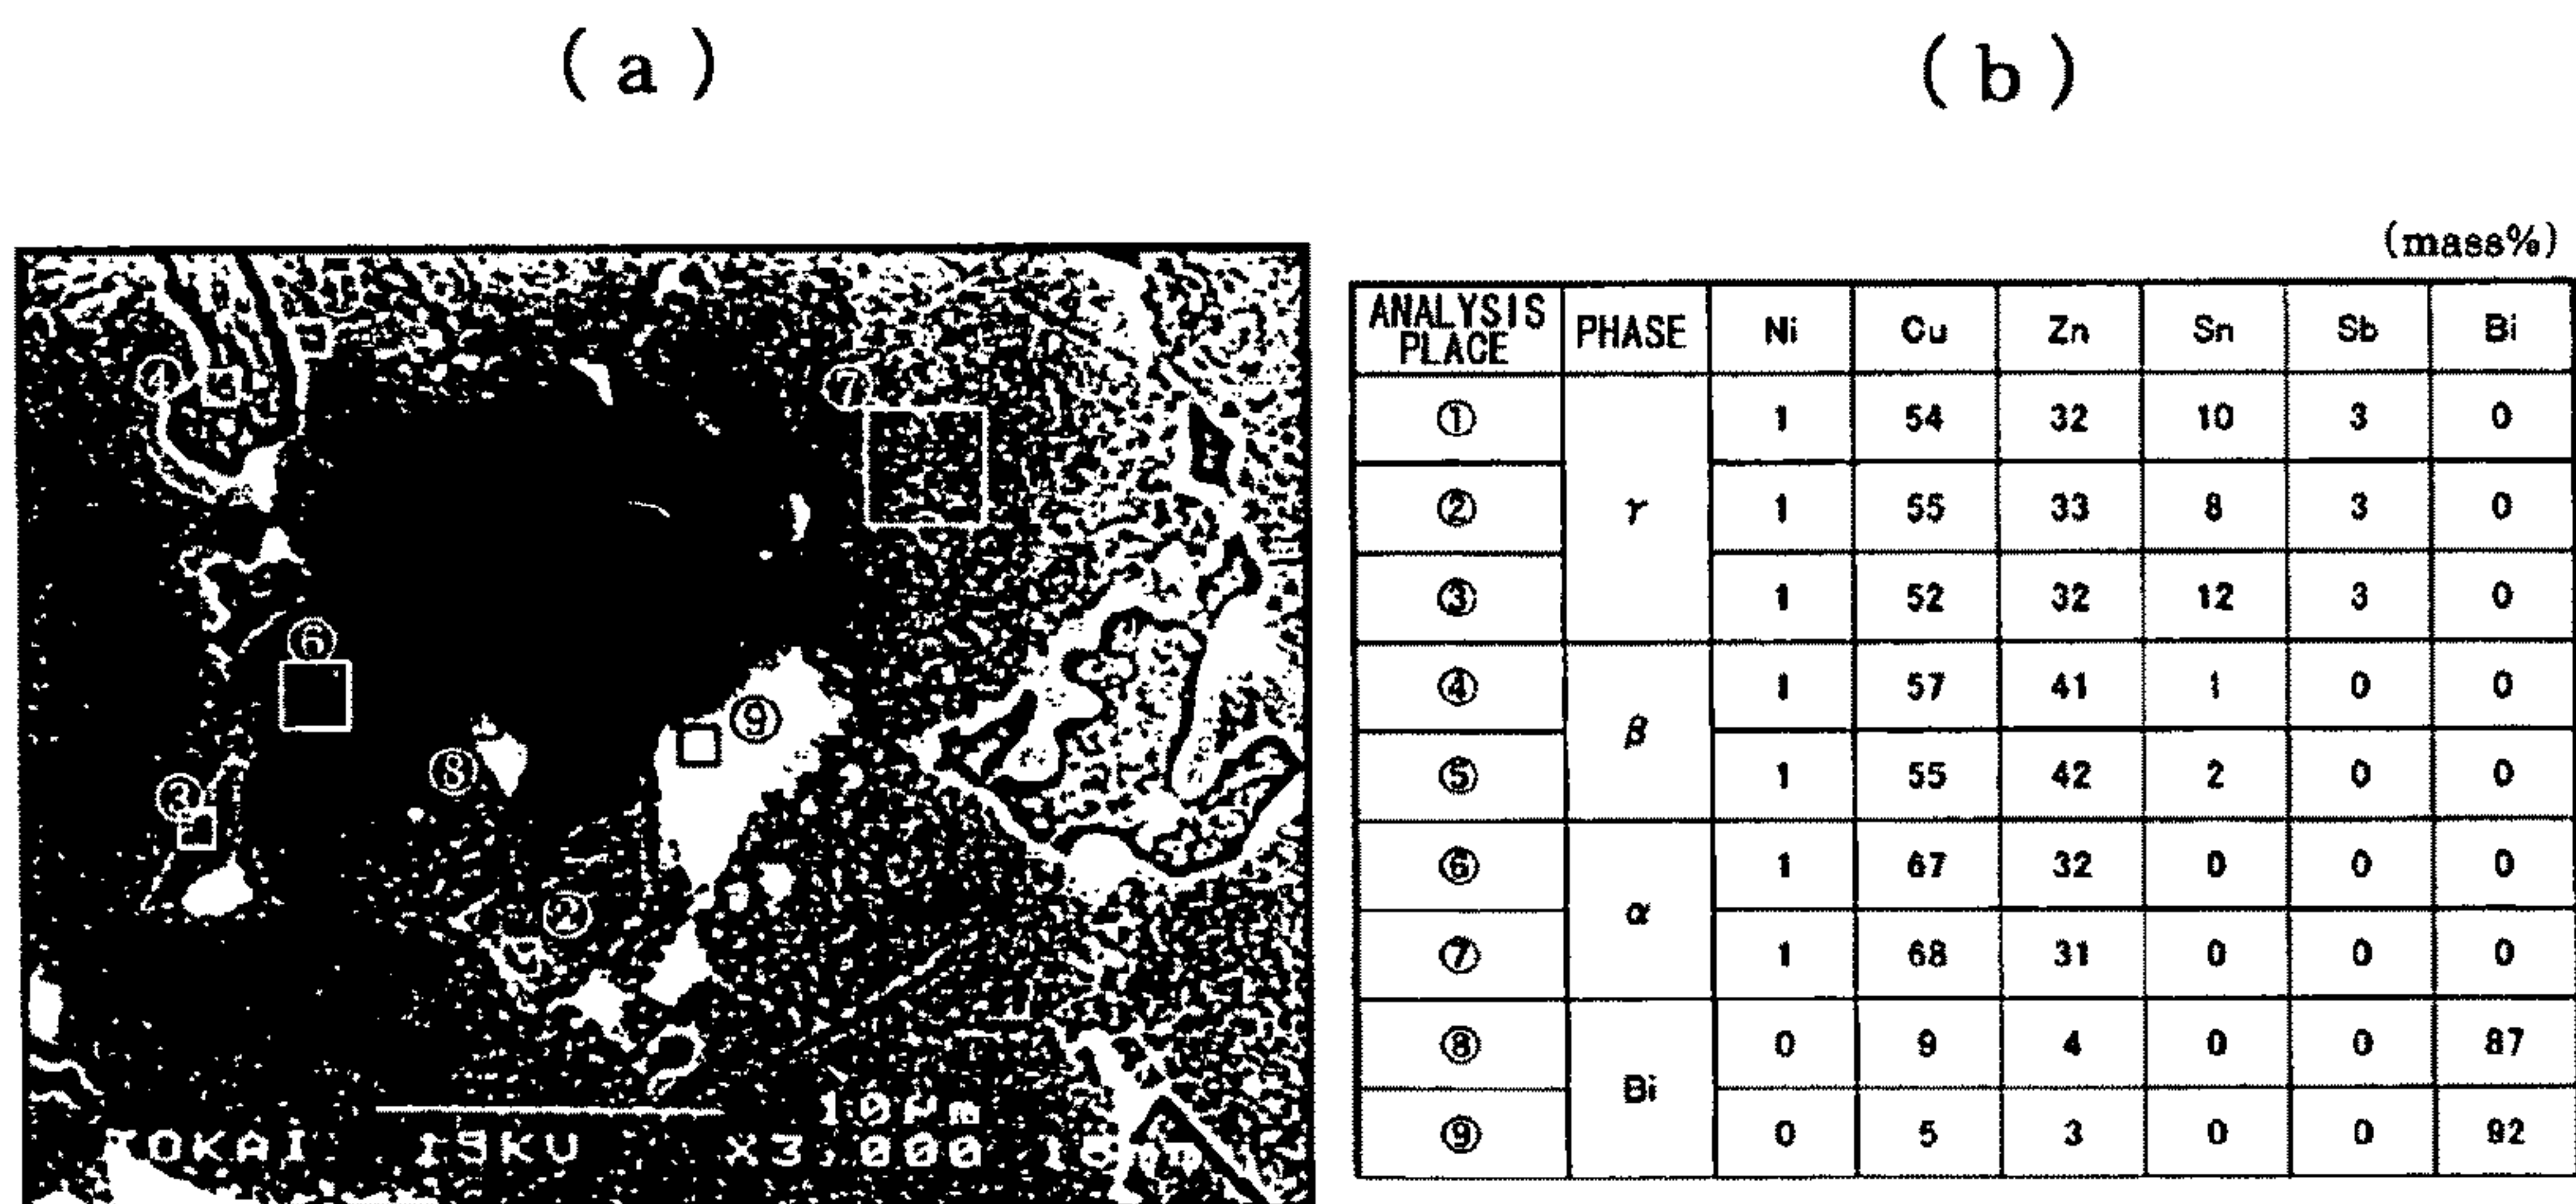 ( a )
( b )
(mass%)
ANALYSIS PLACE PHASE Ni Cu Zn Sn Sb Bi
① γ 1 54 32 10 3 0
② 1 55 33 8 3 0
③ 1 52 32 12 3 0
④ β 1 57 41 1 0 0
⑤ 1 55 42 2 0 0
⑥ α 1 67 32 0 0 0
⑦ 1 68 31 0 0 0
⑧ Bi 0 9 4 0 0 87
⑨ 0 5 3 0 0 92
①
④
⑦
⑥
⑨
⑧
③
②
10μm
TOKAI 15KU X3,000 10mm